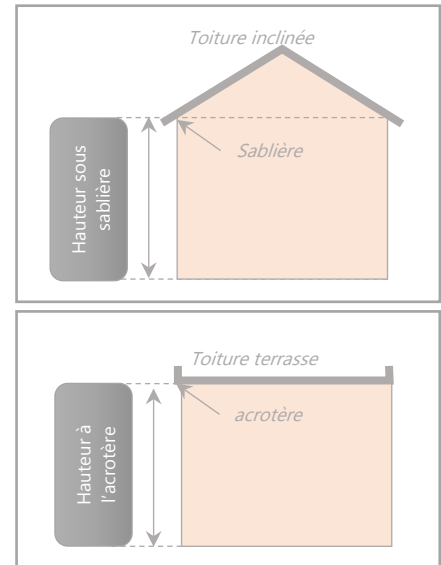 Toiture inclinée
Sablière
Hauteur sous
sablière
Toiture terrasse
acrotère
Hauteur à
l'acrotère